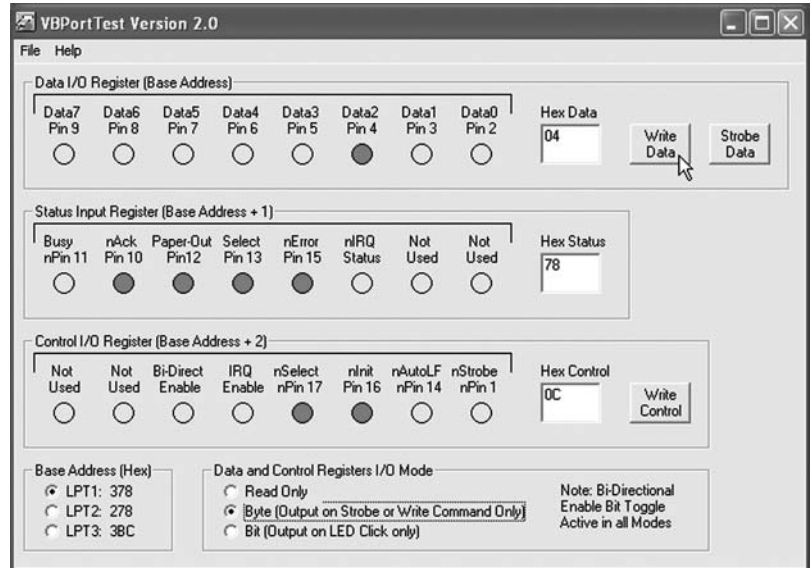 VBPortTest Version 2.0
File Help
Data I/O Register (Base Address)
Data7 Data6 Data5 Data4 Data3 Data2 Data1 Data0 Hex Data
Pin 9 Pin 8 Pin 7 Pin 6 Pin 5 Pin 4 Pin 3 Pin 2
04
Write Data
Strobe Data
Status Input Register (Base Address + 1)
Busy nAck Paper-Out Select nError nIRQ Not Not Hex Status
nPin 11 Pin 10 Pin12 Pin 13 Pin 15 Status Used Used
78
Control I/O Register (Base Address + 2)
Not Not Bi-Direct IRQ nSelect nInit nAutoLF nStrobe Hex Control
Used Used Enable Enable nPin 17 Pin 16 nPin 14 nPin 1
0C
Write Control
Base Address (Hex)
LPT1: 378
LPT2: 278
LPT3: 3BC
Data and Control Registers I/O Mode
Read Only
Byte (Output on Strobe or Write Command Only)
Bit (Output on LED Click only)
Note: Bi-Directional
Enable Bit Toggle
Active in all Modes